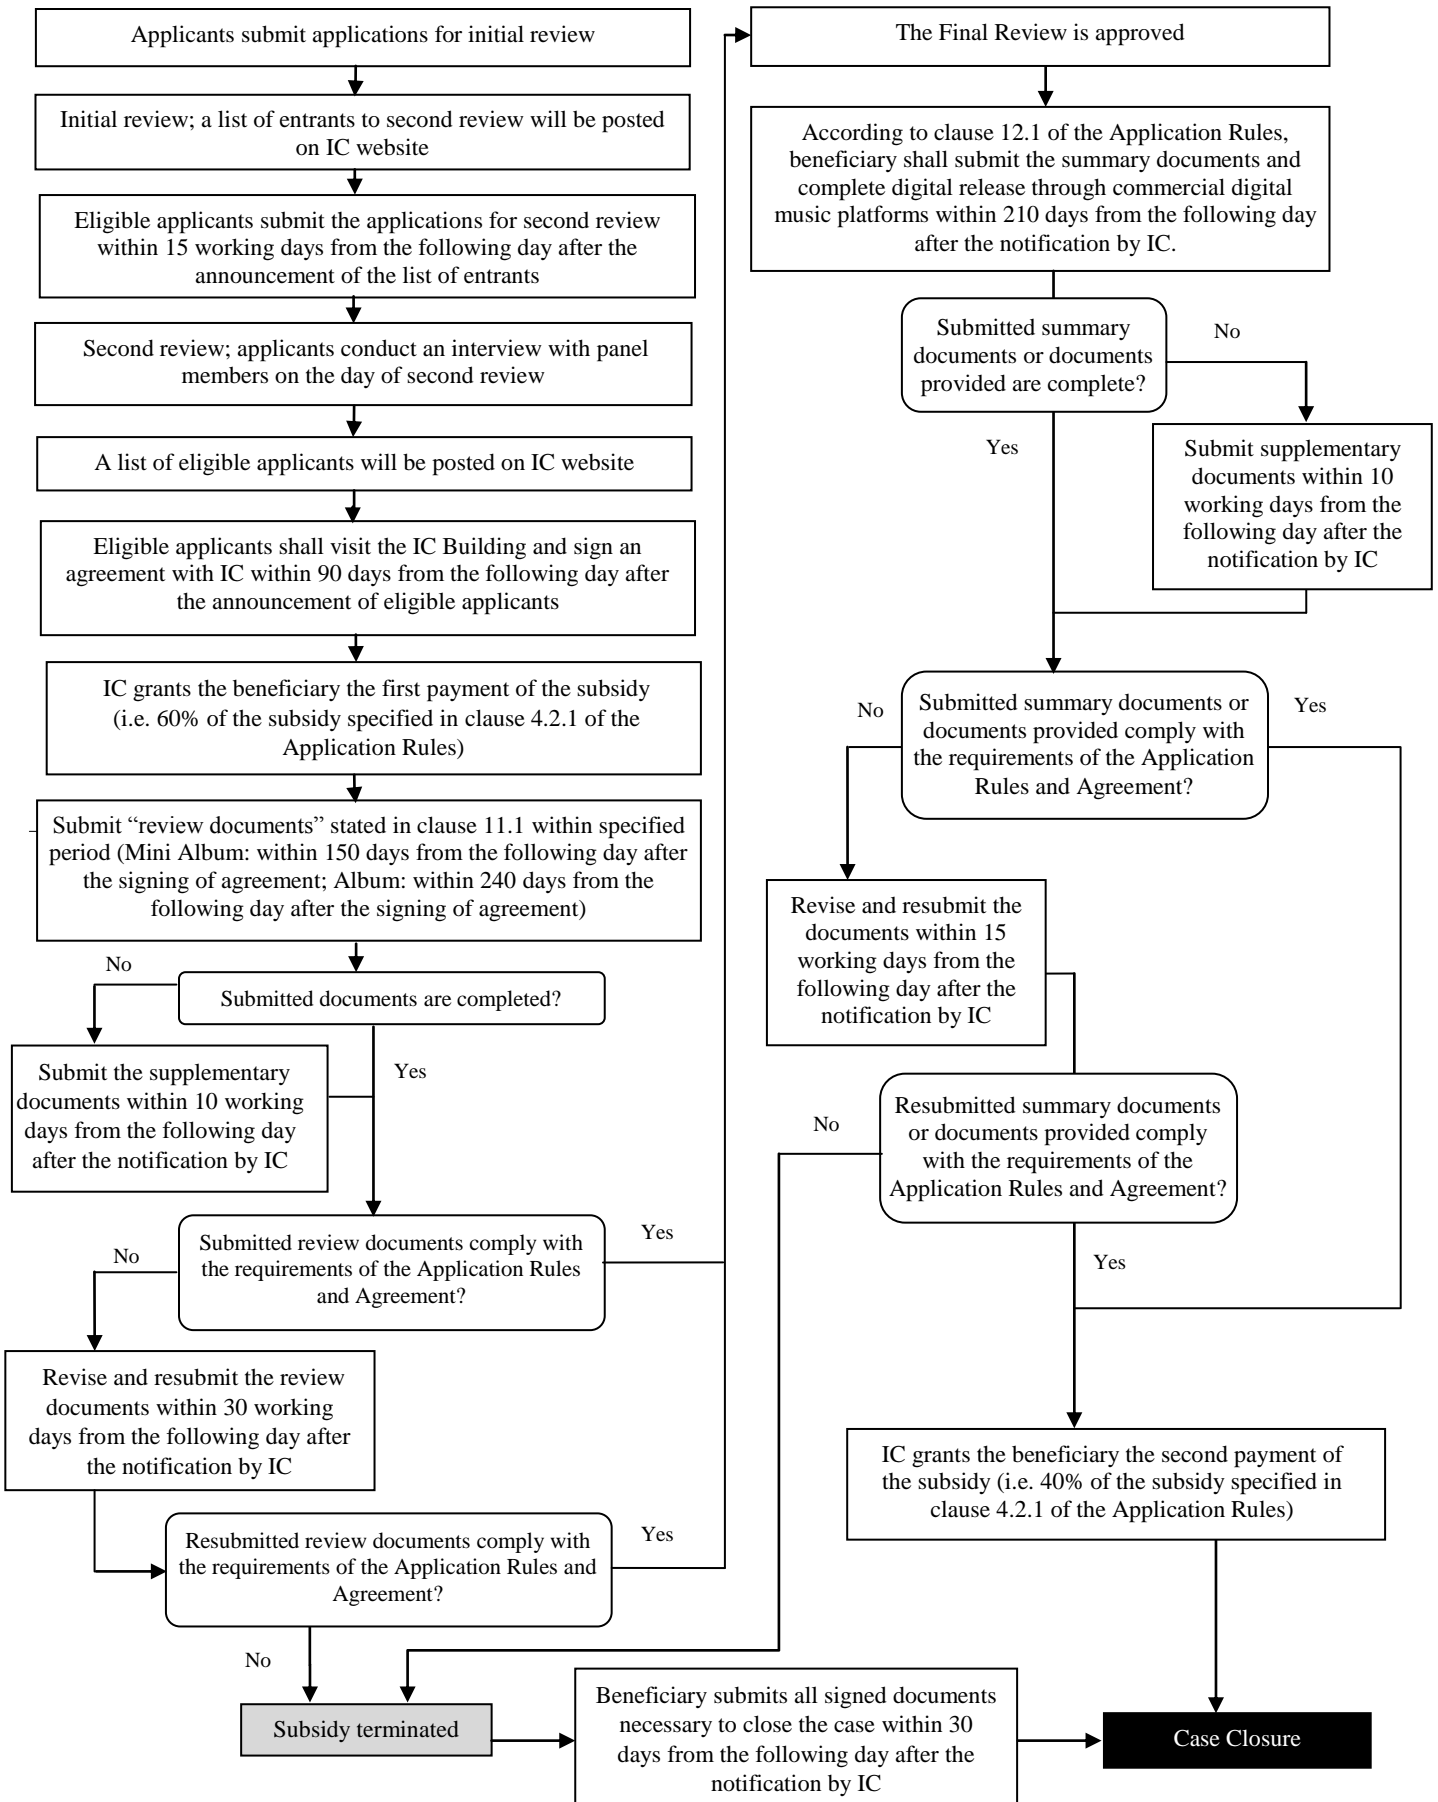 Applicants submit applications for initial review
Initial review; a list of entrants to second review will be posted
on IC website
Eligible applicants submit the applications for second review
within 15 working days from the following day after the
announcement of the list of entrants
Second review; applicants conduct an interview with panel
members on the day of second review
A list of eligible applicants will be posted on IC website
Eligible applicants shall visit the IC Building and sign an
agreement with IC within 90 days from the following day after
the announcement of eligible applicants
IC grants the beneficiary the first payment of the subsidy
(i.e. 60% of the subsidy specified in clause 4.2.1 of the
Application Rules)
Submit “review documents” stated in clause 11.1 within specified
period (Mini Album: within 150 days from the following day after
the signing of agreement; Album: within 240 days from the
following day after the signing of agreement)
No
Submitted documents are completed?
Yes
Submit the supplementary
documents within 10 working
days from the following day
after the notification by IC
Submitted review documents comply with
the requirements of the Application Rules
and Agreement?
Yes
No
Revise and resubmit the review
documents within 30 working
days from the following day after
the notification by IC
Resubmitted review documents comply with
the requirements of the Application Rules and
Agreement?
Yes
No
Subsidy terminated
The Final Review is approved
According to clause 12.1 of the Application Rules,
beneficiary shall submit the summary documents and
complete digital release through commercial digital
music platforms within 210 days from the following day
after the notification by IC.
Submitted summary
documents or documents
provided are complete?
No
Yes
Submit supplementary
documents within 10
working days from the
following day after the
notification by IC
Submitted summary documents or
documents provided comply with
the requirements of the Application
Rules and Agreement?
No
Yes
Revise and resubmit the
documents within 15
working days from the
following day after the
notification by IC
Resubmitted summary documents
or documents provided comply
with the requirements of the
Application Rules and Agreement?
No
Yes
IC grants the beneficiary the second payment of
the subsidy (i.e. 40% of the subsidy specified in
clause 4.2.1 of the Application Rules)
Beneficiary submits all signed documents
necessary to close the case within 30
days from the following day after the
notification by IC
Case Closure